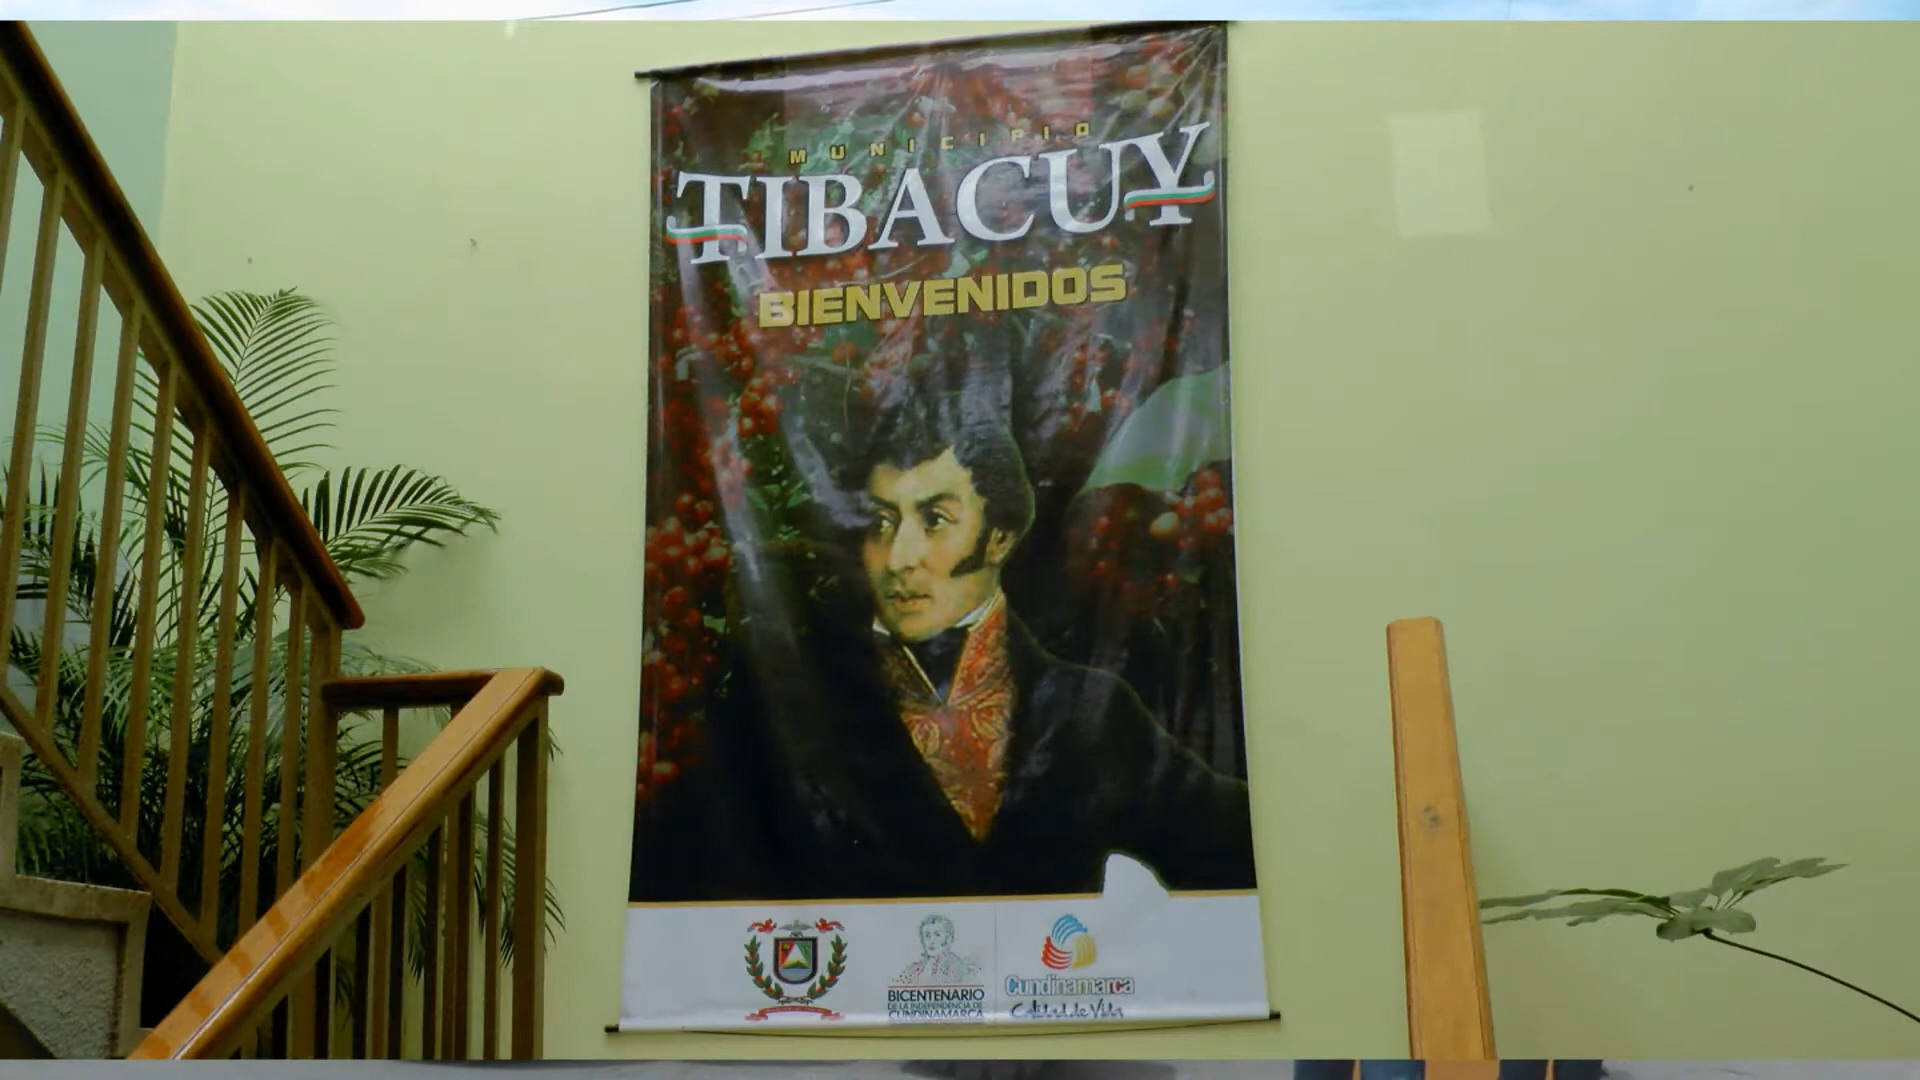 MUNICIPIO
TIBACUY
BIENVENIDOS
BICENTENARIO
DE LA INDEPENDENCIA DE
CUNDINAMARCA
Cundinamarca
Calidad de Vida